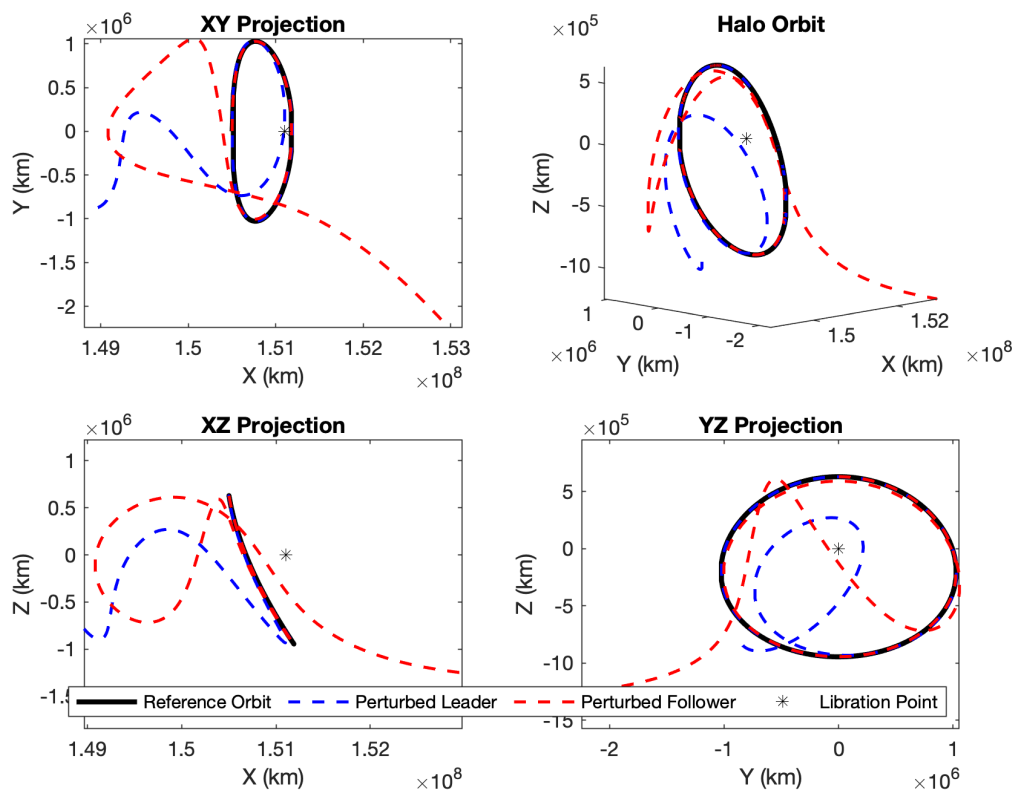 XY Projection
×10⁶
1
0.5
0
-0.5
-1
-1.5
-2
Y (km)
1.49
1.5
1.51
1.52
1.53
X (km)
×10⁸
Halo Orbit
×10⁵
5
0
-5
-10
Z (km)
1
0
-1
-2
×10⁶
Y (km)
1.5
1.52
X (km)
×10⁸
XZ Projection
×10⁶
1
0.5
0
-0.5
-1
Z (km)
1.49
1.5
1.51
1.52
X (km)
×10⁸
YZ Projection
×10⁵
5
0
-5
-10
-15
Z (km)
-2
-1
0
1
Y (km)
×10⁶
Reference Orbit
Perturbed Leader
Perturbed Follower
Libration Point